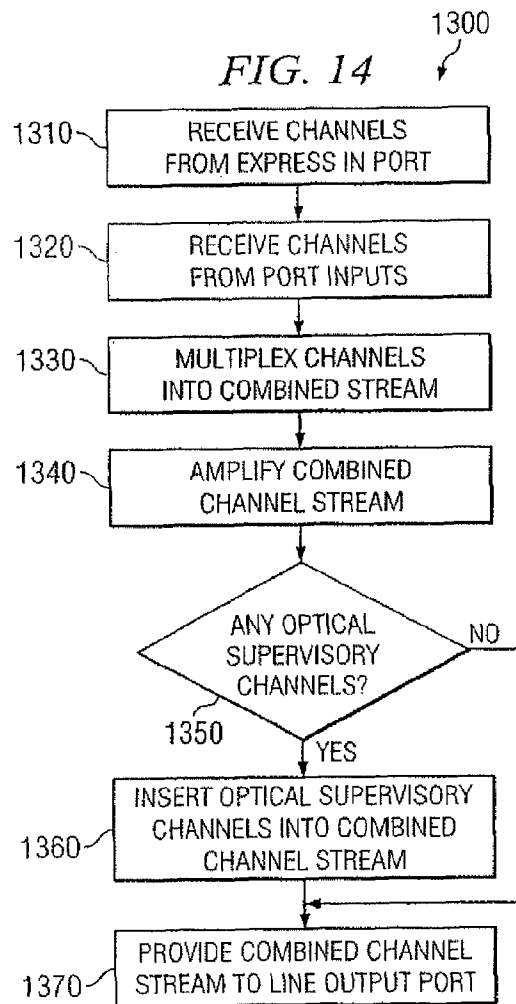 1300
FIG. 14
1310
RECEIVE CHANNELS
FROM EXPRESS IN PORT
1320
RECEIVE CHANNELS
FROM PORT INPUTS
1330
MULTIPLEX CHANNELS
INTO COMBINED STREAM
1340
AMPLIFY COMBINED
CHANNEL STREAM
ANY OPTICAL
SUPERVISORY
CHANNELS?
NO
1350
YES
1360
INSERT OPTICAL SUPERVISORY
CHANNELS INTO COMBINED
CHANNEL STREAM
1370
PROVIDE COMBINED CHANNEL
STREAM TO LINE OUTPUT PORT